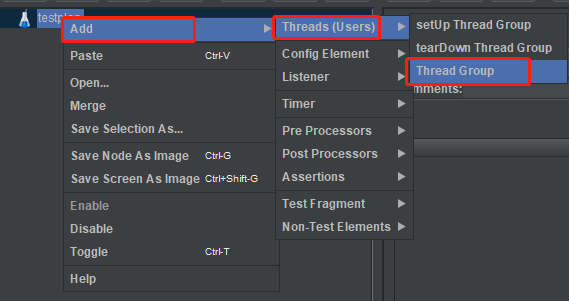 testplan
Add
Paste Ctrl-V
Open...
Merge
Save Selection As...
Save Node As Image Ctrl-G
Save Screen As Image Ctrl+Shift-G
Enable
Disable
Toggle Ctrl-T
Help
Threads (Users)
Config Element
Listener
Timer
Pre Processors
Post Processors
Assertions
Test Fragment
Non-Test Elements
setUp Thread Group
tearDown Thread Group
Thread Group
mments: